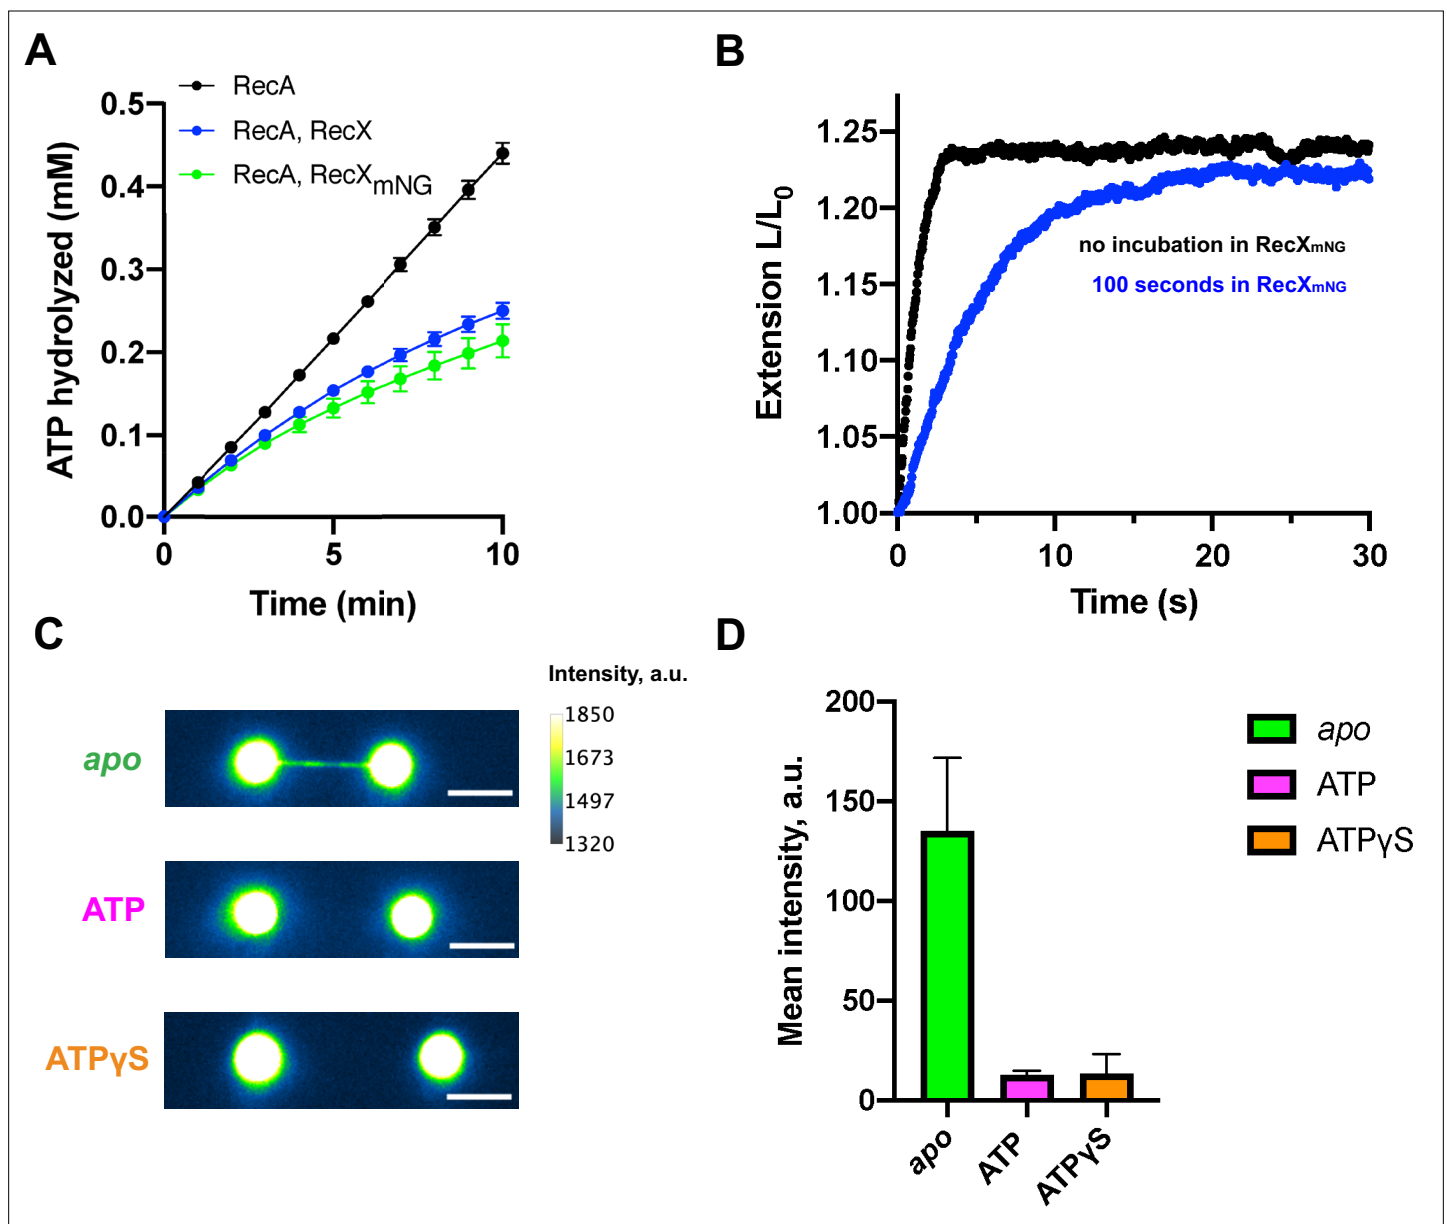 A
RecA
RecA, RecX
RecA, RecXmNG
ATP hydrolyzed (mM)
0.5
0.4
0.3
0.2
0.1
0.0
0 5 10
Time (min)
B
Extension L/L0
1.25
1.20
1.15
1.10
1.05
1.00
no incubation in RecXmNG
100 seconds in RecXmNG
0 10 20 30
Time (s)
C
Intensity, a.u.
1850
1673
1497
1320
apo
ATP
ATPγS
D
Mean intensity, a.u.
200
150
100
50
0
apo
ATP
ATPγS
apo
ATP
ATPγS